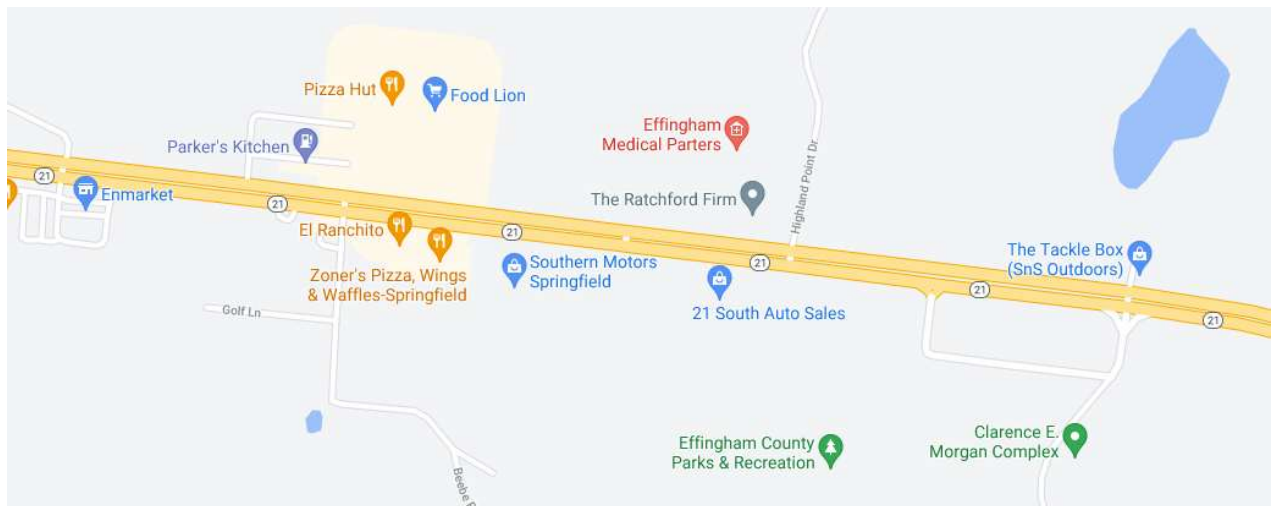 Pizza Hut
Food Lion
Effingham
Medical Parters
Parker's Kitchen
Highland Point Dr
21
Enmarket
The Ratchford Firm
21
El Ranchito
21
Zoner's Pizza, Wings
& Waffles-Springfield
Southern Motors
Springfield
21
The Tackle Box
(SnS Outdoors)
21
21
Golf Ln
21 South Auto Sales
Effingham County
Parks & Recreation
Clarence E.
Morgan Complex
Beebe